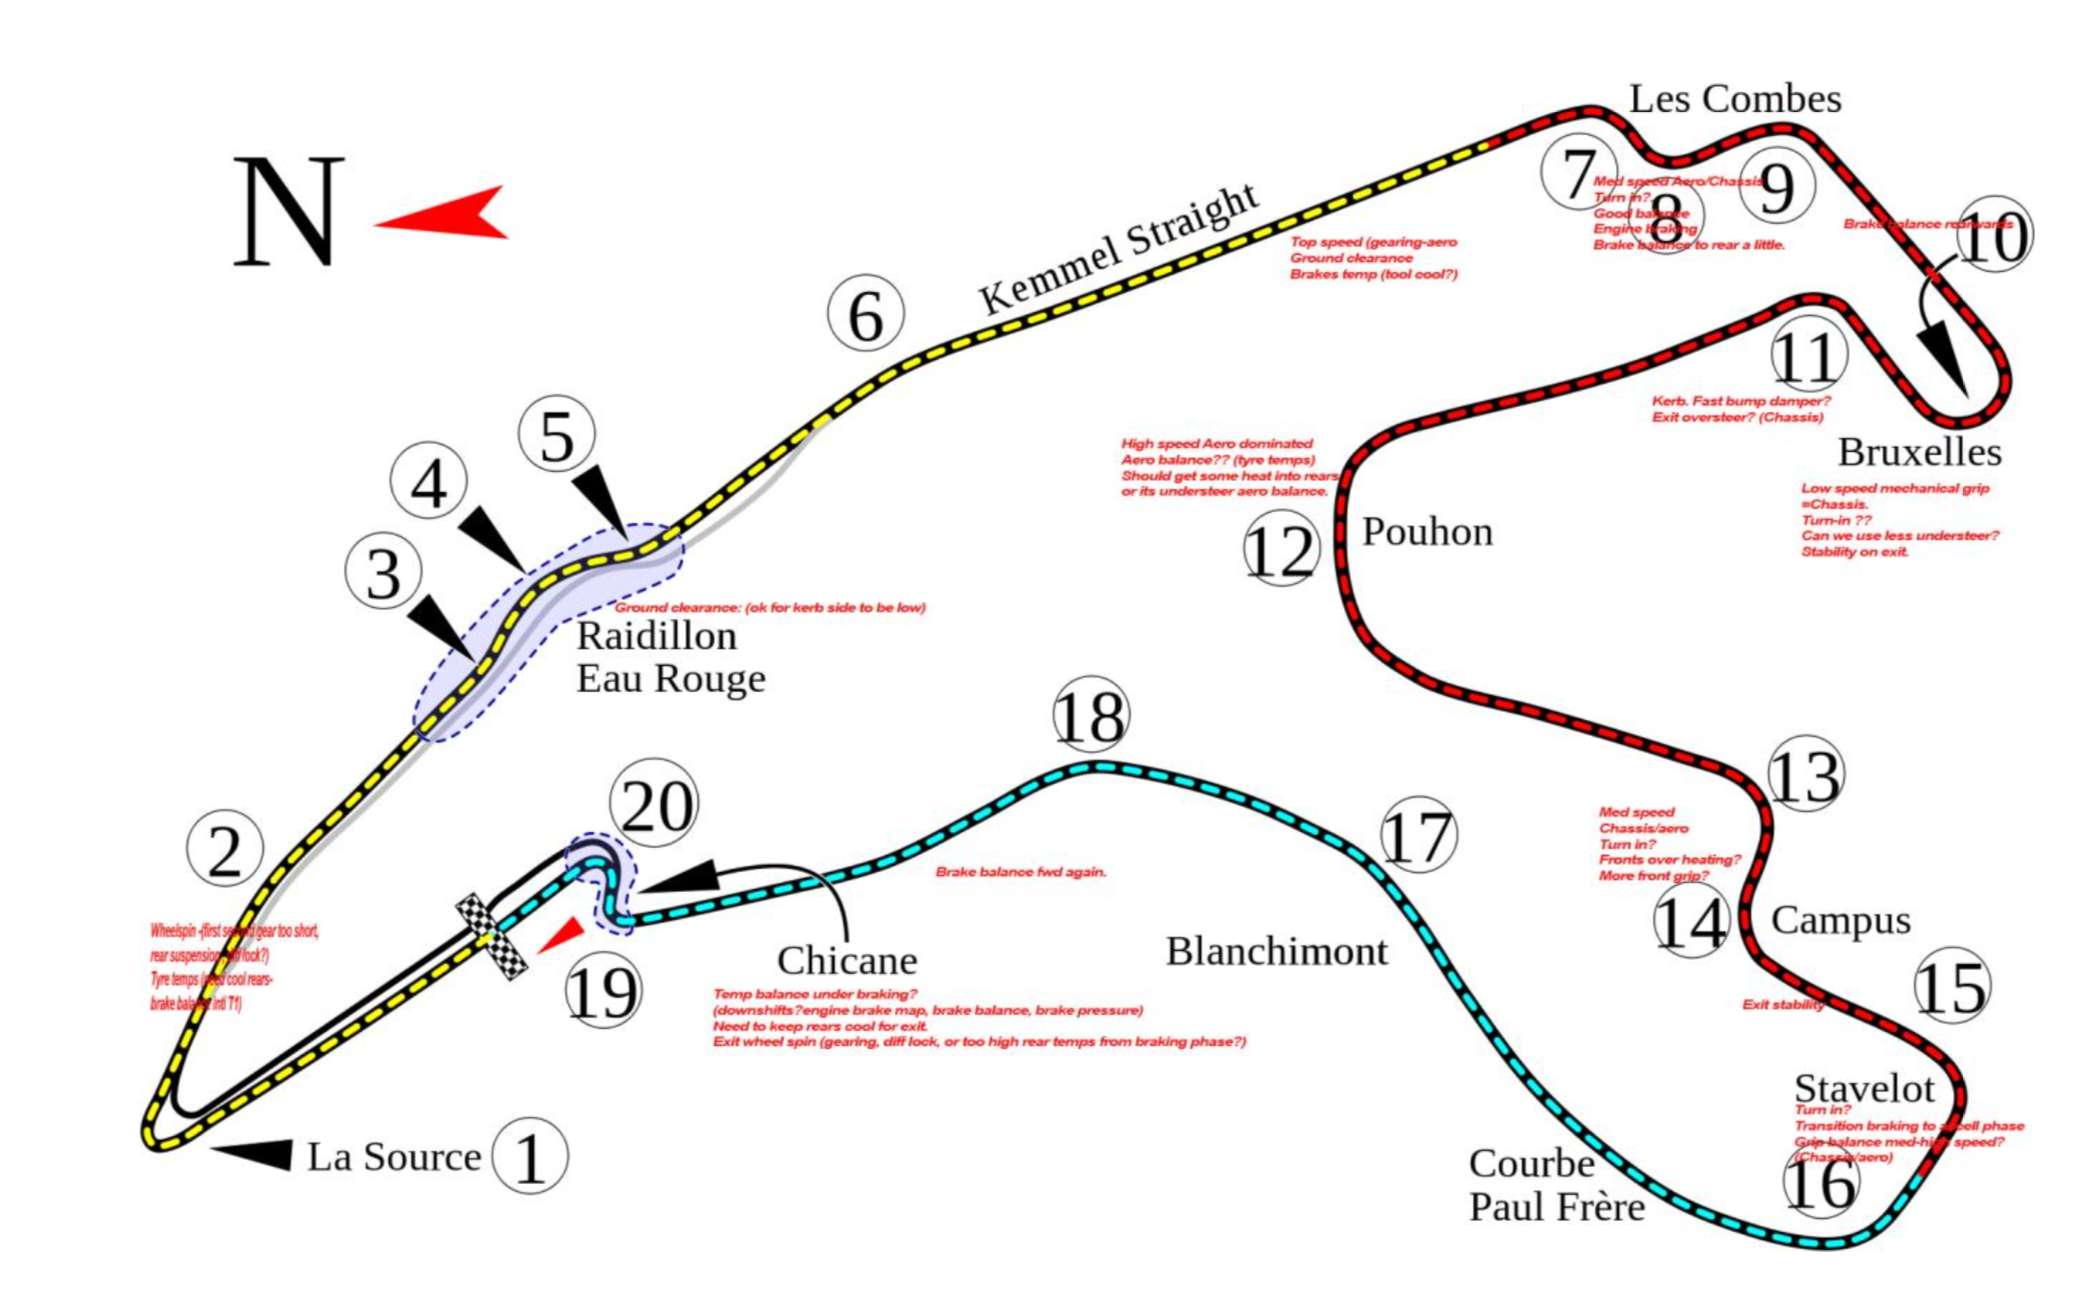 N
Les Combes
7
8
9
10
Med speed Aero/Chassis
Turn in?
Good balance
Engine braking
Brake balance to rear a little.
Brake balance rearwards
Kemmel Straight
Top speed (gearing-aero
Ground clearance
Brakes temp (tool cool?)
6
11
Kerb. Fast bump damper?
Exit oversteer? (Chassis)
Bruxelles
Low speed mechanical grip
=Chassis.
Turn-in ??
Can we use less understeer?
Stability on exit.
5
4
3
High speed Aero dominated
Aero balance?? (tyre temps)
Should get some heat into rears
or its understeer aero balance.
12
Pouhon
Ground clearance: (ok for kerb side to be low)
Raidillon
Eau Rouge
18
13
2
20
17
Med speed
Chassis/aero
Turn in?
Fronts over heating?
More front grip?
14
Campus
Brake balance fwd again.
Wheelspin -(first second gear too short,
rear suspension, diff lock?)
Tyre temps (need cool rears-
brake balance inti T1)
19
Chicane
Blanchimont
15
Exit stability
Temp balance under braking?
(downshifts?engine brake map, brake balance, brake pressure)
Need to keep rears cool for exit.
Exit wheel spin (gearing, diff lock, or too high rear temps from braking phase?)
Stavelot
Turn in?
Transition braking to accell phase
Grip balance med-high speed?
(Chassis/aero)
16
La Source
1
Courbe
Paul Frère